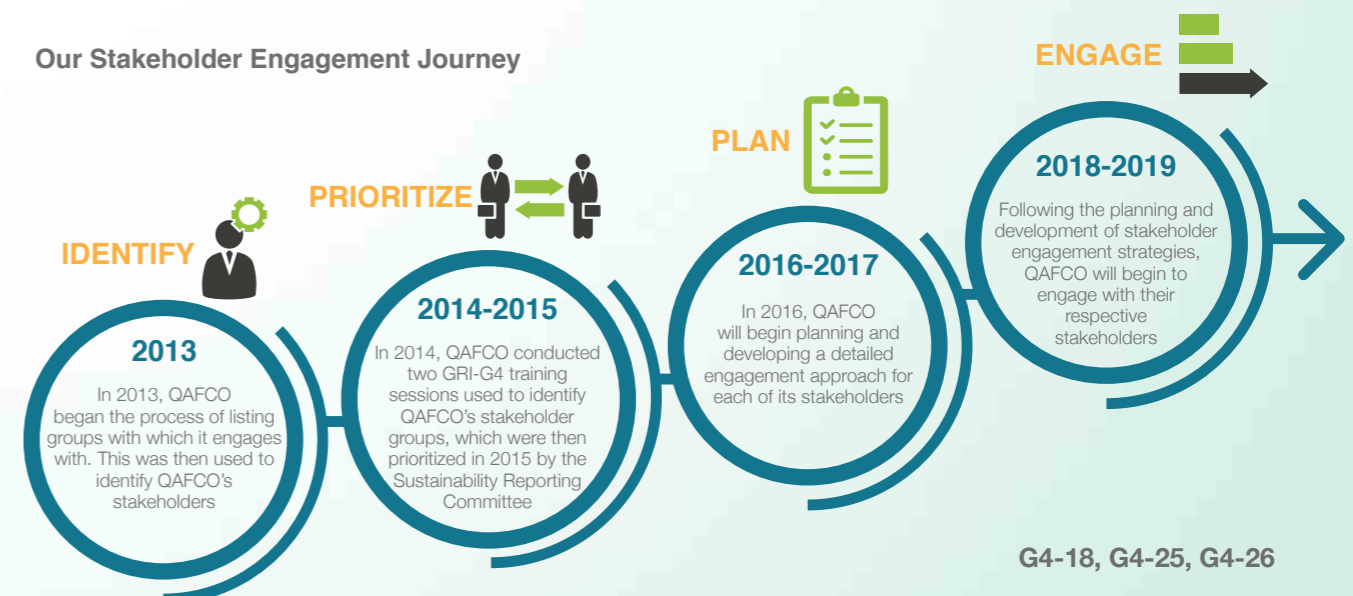 Our Stakeholder Engagement Journey
IDENTIFY
2013
In 2013, QAFCO
began the process of listing
groups with which it engages
with. This was then used to
identify QAFCO's
stakeholders
PRIORITIZE
2014-2015
In 2014, QAFCO conducted
two GRI-G4 training
sessions used to identify
QAFCO's stakeholder
groups, which were then
prioritized in 2015 by the
Sustainability Reporting
Committee
PLAN
2016-2017
In 2016, QAFCO
will begin planning and
developing a detailed
engagement approach for
each of its stakeholders
ENGAGE
2018-2019
Following the planning and
development of stakeholder
engagement strategies,
QAFCO will begin to
engage with their
respective
stakeholders
G4-18, G4-25, G4-26